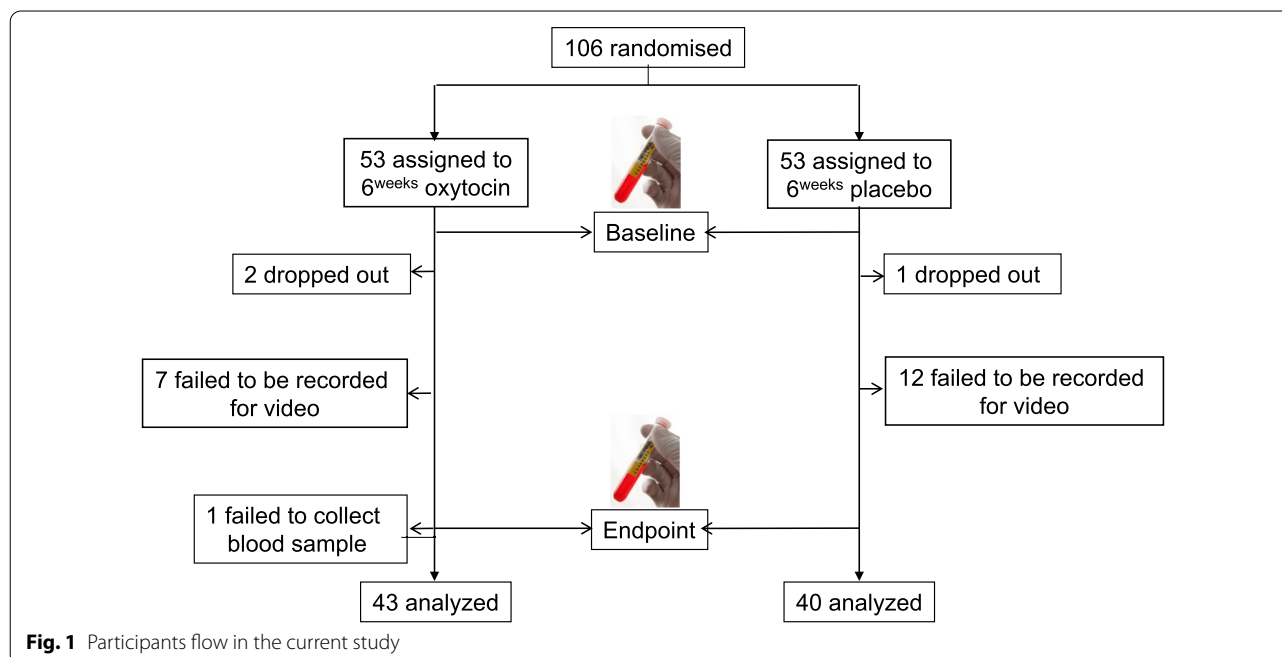 106 randomised
53 assigned to
6weeks oxytocin
53 assigned to
6weeks placebo
Baseline
2 dropped out
1 dropped out
7 failed to be recorded
for video
12 failed to be recorded
for video
1 failed to collect
blood sample
Endpoint
43 analyzed
40 analyzed
Fig. 1 Participants flow in the current study